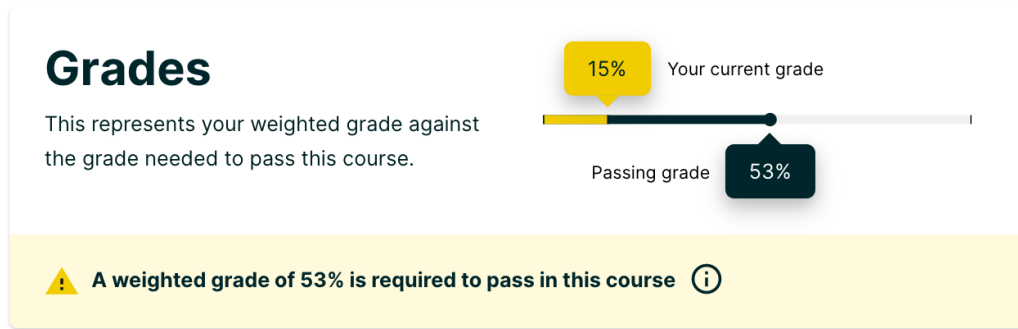 Grades
This represents your weighted grade against
the grade needed to pass this course.
15%
Your current grade
Passing grade
53%
A weighted grade of 53% is required to pass in this course